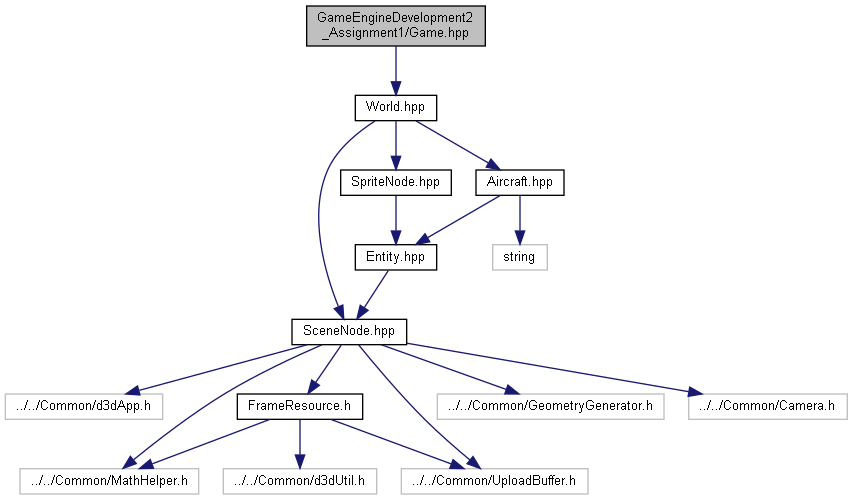 GameEngineDevelopment2
_Assignment1/Game.hpp
World.hpp
SpriteNode.hpp
Aircraft.hpp
Entity.hpp
string
SceneNode.hpp
../../Common/d3dApp.h
FrameResource.h
../../Common/GeometryGenerator.h
../../Common/Camera.h
../../Common/MathHelper.h
../../Common/d3dUtil.h
../../Common/UploadBuffer.h